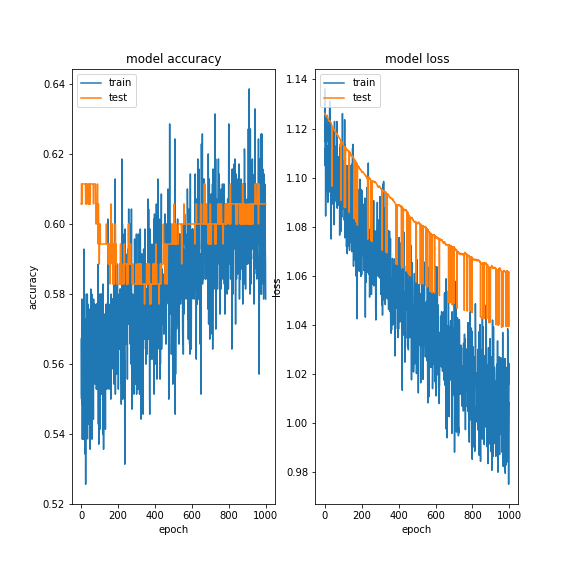 model accuracy
train
test
0.64
0.62
0.60
0.58
0.56
0.54
0.52
accuracy
0 200 400 600 800 1000
epoch
model loss
train
test
1.14
1.12
1.10
1.08
1.06
1.04
1.02
1.00
0.98
loss
0 200 400 600 800 1000
epoch